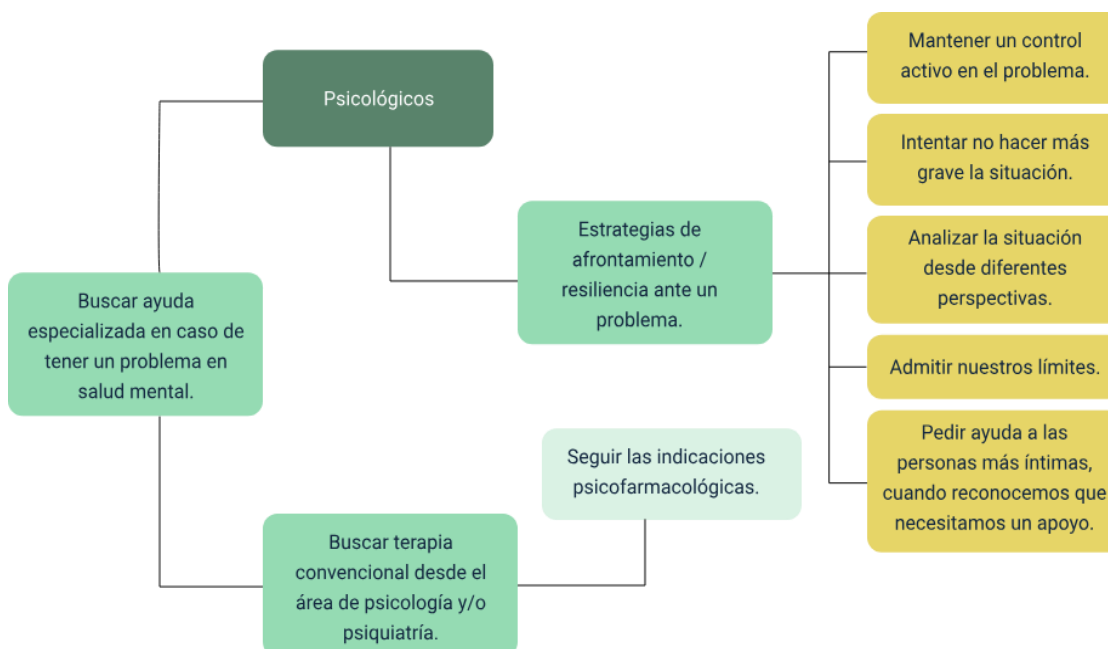 Psicológicos
Buscar ayuda
especializada en caso de
tener un problema en
salud mental.
Estrategias de
afrontamiento /
resiliencia ante un
problema.
Mantener un control
activo en el problema.
Intentar no hacer más
grave la situación.
Analizar la situación
desde diferentes
perspectivas.
Admitir nuestros límites.
Pedir ayuda a las
personas más íntimas,
cuando reconocemos que
necesitamos un apoyo.
Seguir las indicaciones
psicofarmacológicas.
Buscar terapia
convencional desde el
área de psicología y/o
psiquiatría.